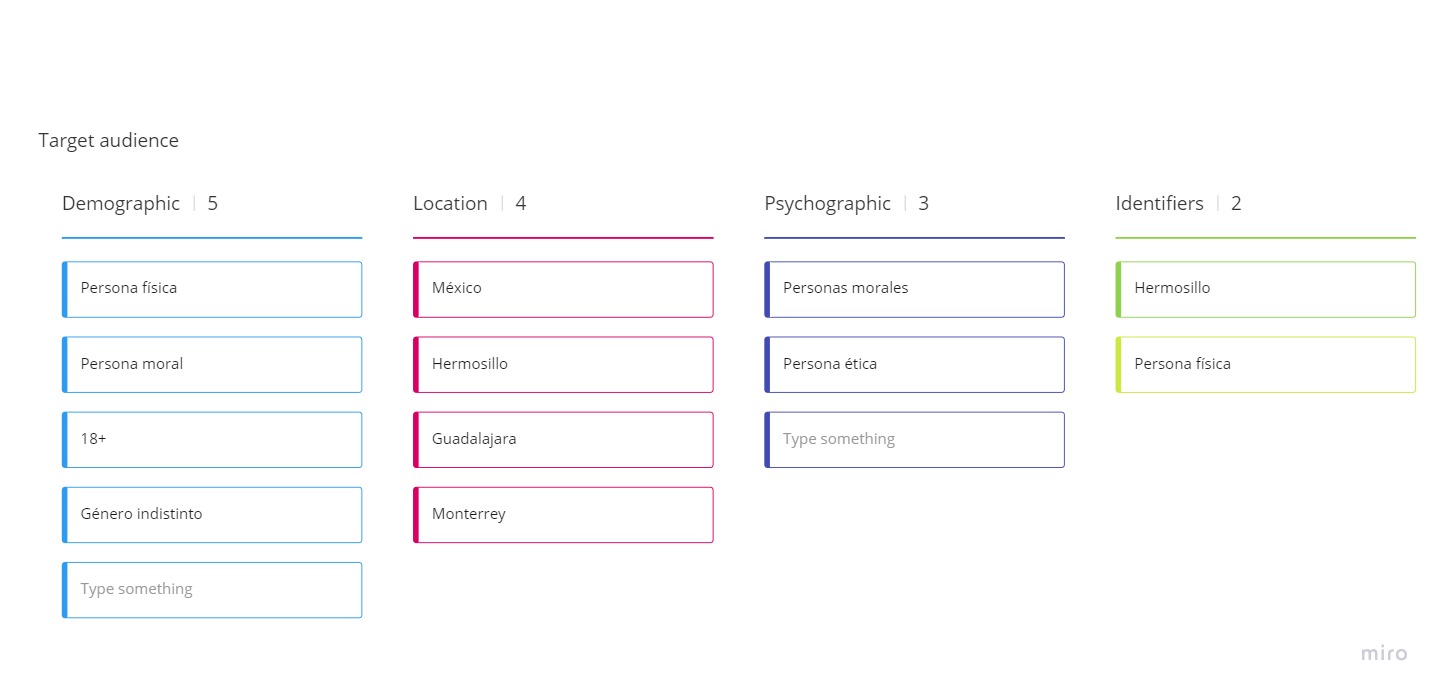 Target audience
Demographic | 5
Persona física
Persona moral
18+
Género indistinto
Type something
Location | 4
México
Hermosillo
Guadalajara
Monterrey
Psychographic | 3
Personas morales
Persona ética
Type something
Identifiers | 2
Hermosillo
Persona física
miro